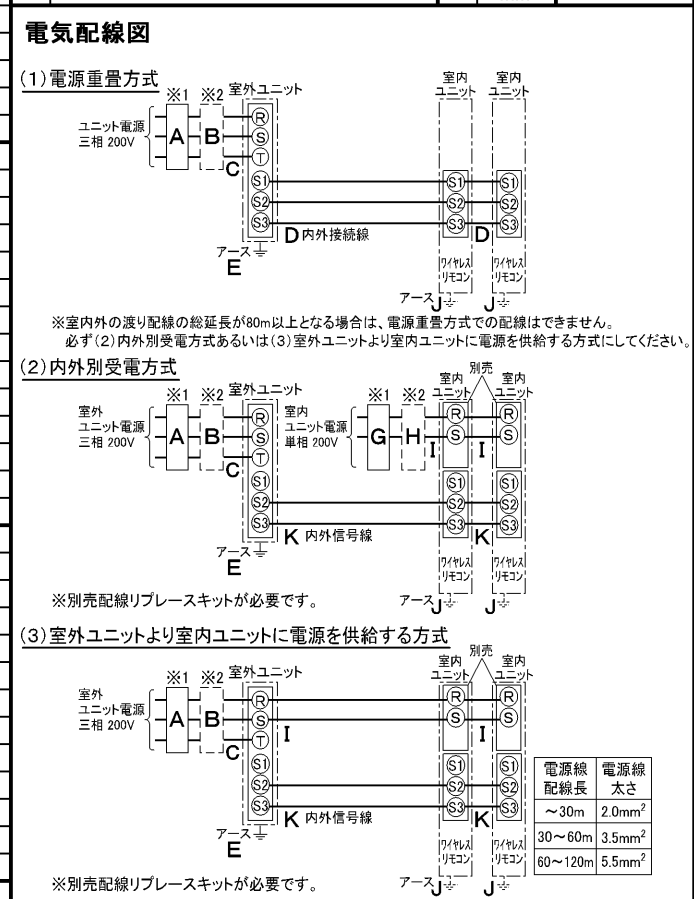 電気配線図
(1)電源重畳方式
※1 ※2 室外ユニット
室内ユニット 室内ユニット
ユニット電源
三相 200V
A B C
R
S
T
S1 S1 S1
S2 S2 S2
S3 S3 S3
D 内外接続線 D
アース
E
ワイヤレスリモコン ワイヤレスリモコン
アース J J
※室内外の渡り配線の総延長が80m以上となる場合は、電源重畳方式での配線はできません。
必ず(2)内外別受電方式あるいは(3)室外ユニットより室内ユニットに電源を供給する方式にしてください。
(2)内外別受電方式
別売
※1 ※2 室外ユニット ※1 ※2 室内ユニット 室内ユニット
室外
ユニット電源
三相 200V
A B C
室内
ユニット電源
単相 200V
G H I I
R R R
S S S
T
S1 S1 S1
S2 S2 S2
S3 S3 S3
K 内外信号線 K
アース
E
ワイヤレスリモコン ワイヤレスリモコン
※別売配線リプレースキットが必要です。
アース J J
(3)室外ユニットより室内ユニットに電源を供給する方式
別売
※1 ※2 室外ユニット 室内ユニット 室内ユニット
室外
ユニット電源
三相 200V
A B C
R R R
S S S
T
I I
S1 S1 S1
S2 S2 S2
S3 S3 S3
K 内外信号線 K
アース
E
ワイヤレスリモコン ワイヤレスリモコン
※別売配線リプレースキットが必要です。
アース J J
電源線配線長 電源線太さ
～30m 2.0mm²
30～60m 3.5mm²
60～120m 5.5mm²